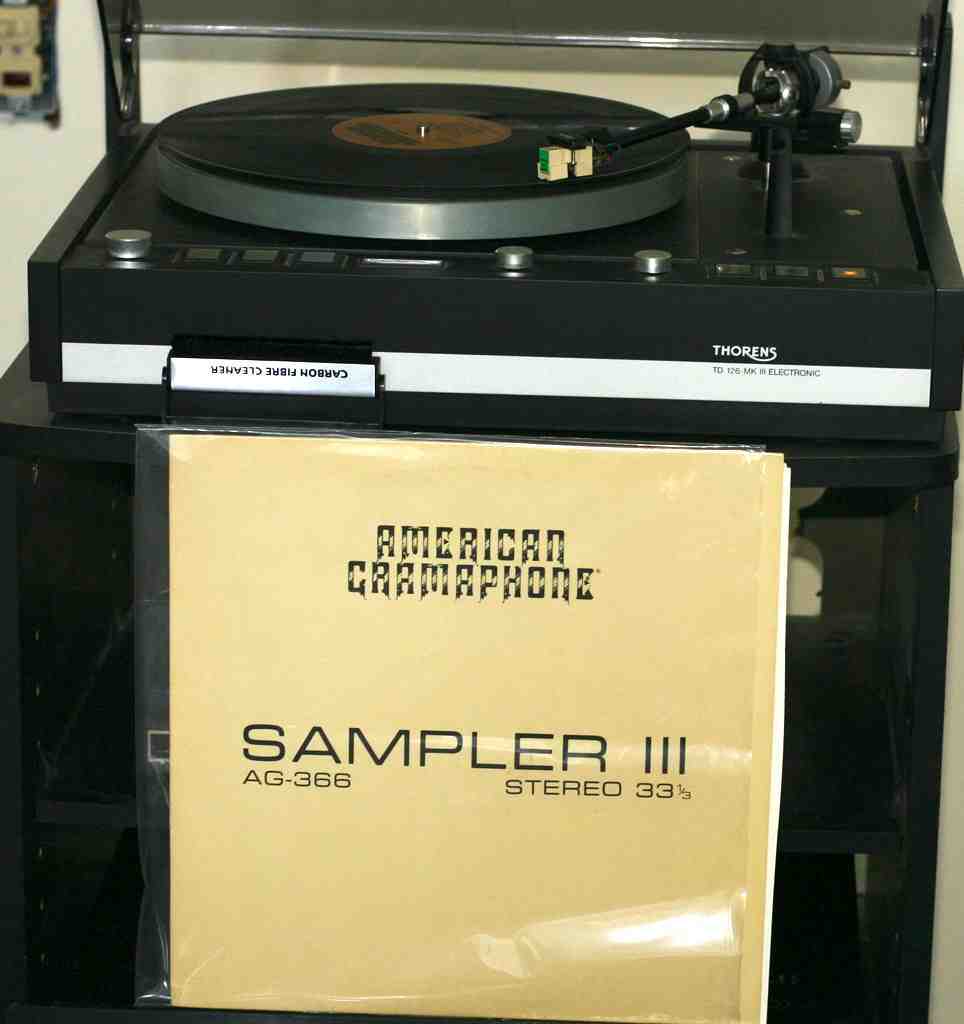 THORENS
TD 126 MK III ELECTRONIC
CARBON FIBRE CLEANER
AMERICAN
GRAMAPHONE
SAMPLER III
AG-366
STEREO 33⅓